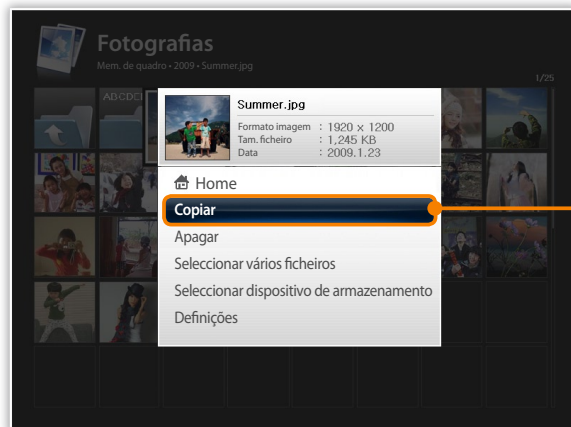 Fotografias
Mem. de quadro • 2009 • Summer.jpg
1/25
ABCDE
Summer.jpg
Formato imagem : 1920 x 1200
Tam. ficheiro : 1,245 KB
Data : 2009.1.23
Home
Copiar
Apagar
Seleccionar vários ficheiros
Seleccionar dispositivo de armazenamento
Definições